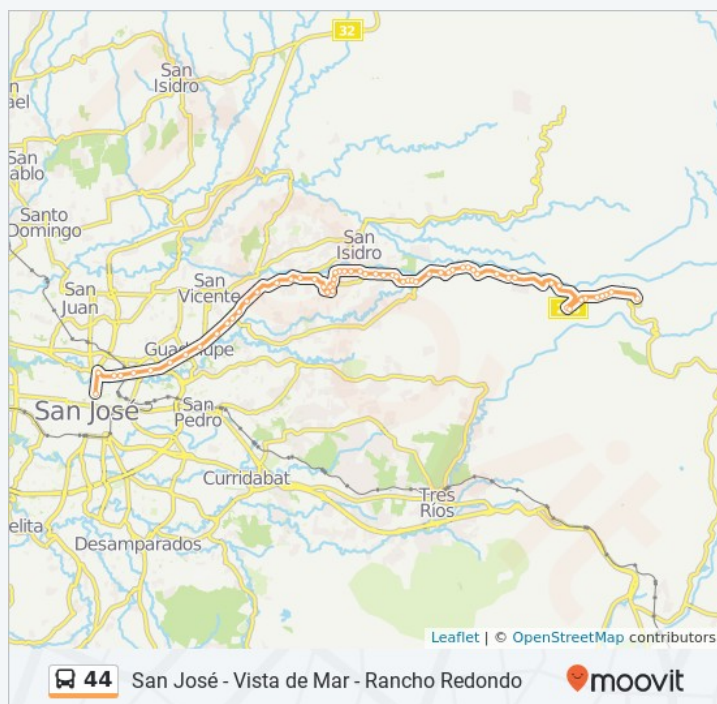 32
San
Isidro
n
ael
San
ablo
Santo
Domingo
San
Isidro
San
Vicente
San
Juan
Guadalupe
San José
San
Pedro
Curridabat
Tres
Ríos
elita
Desamparados
Leaflet | © OpenStreetMap contributors
44 San José - Vista de Mar - Rancho Redondo
moovit